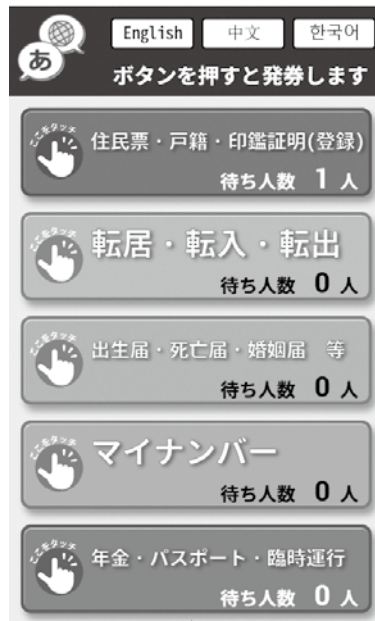 あ
English 中文 한국어
ボタンを押すと発券します
ここをタッチ
住民票・戸籍・印鑑証明(登録)
待ち人数 1 人
ここをタッチ
転居・転入・転出
待ち人数 0 人
ここをタッチ
出生届・死亡届・婚姻届 等
待ち人数 0 人
ここをタッチ
マイナンバー
待ち人数 0 人
ここをタッチ
年金・パスポート・臨時運行
待ち人数 0 人